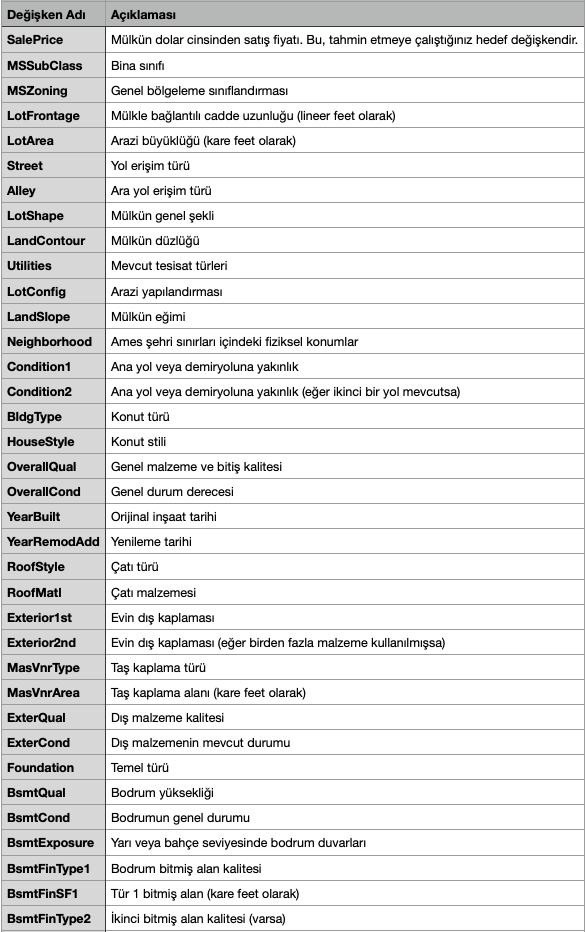 Değişken Adı Açıklaması
SalePrice Mülkün dolar cinsinden satış fiyatı. Bu, tahmin etmeye çalıştığınız hedef değişkendir.
MSSubClass Bina sınıfı
MSZoning Genel bölgeleme sınıflandırması
LotFrontage Mülkle bağlantılı cadde uzunluğu (lineer feet olarak)
LotArea Arazi büyüklüğü (kare feet olarak)
Street Yol erişim türü
Alley Ara yol erişim türü
LotShape Mülkün genel şekli
LandContour Mülkün düzlüğü
Utilities Mevcut tesisat türleri
LotConfig Arazi yapılandırması
LandSlope Mülkün eğimi
Neighborhood Ames şehri sınırları içindeki fiziksel konumlar
Condition1 Ana yol veya demiryoluna yakınlık
Condition2 Ana yol veya demiryoluna yakınlık (eğer ikinci bir yol mevcutsa)
BldgType Konut türü
HouseStyle Konut stili
OverallQual Genel malzeme ve bitiş kalitesi
OverallCond Genel durum derecesi
YearBuilt Orijinal inşaat tarihi
YearRemodAdd Yenileme tarihi
RoofStyle Çatı türü
RoofMatl Çatı malzemesi
Exterior1st Evin dış kaplaması
Exterior2nd Evin dış kaplaması (eğer birden fazla malzeme kullanılmışsa)
MasVnrType Taş kaplama türü
MasVnrArea Taş kaplama alanı (kare feet olarak)
ExterQual Dış malzeme kalitesi
ExterCond Dış malzemenin mevcut durumu
Foundation Temel türü
BsmtQual Bodrum yüksekliği
BsmtCond Bodrumun genel durumu
BsmtExposure Yarı veya bahçe seviyesinde bodrum duvarları
BsmtFinType1 Bodrum bitmiş alan kalitesi
BsmtFinSF1 Tür 1 bitmiş alan (kare feet olarak)
BsmtFinType2 İkinci bitmiş alan kalitesi (varsa)